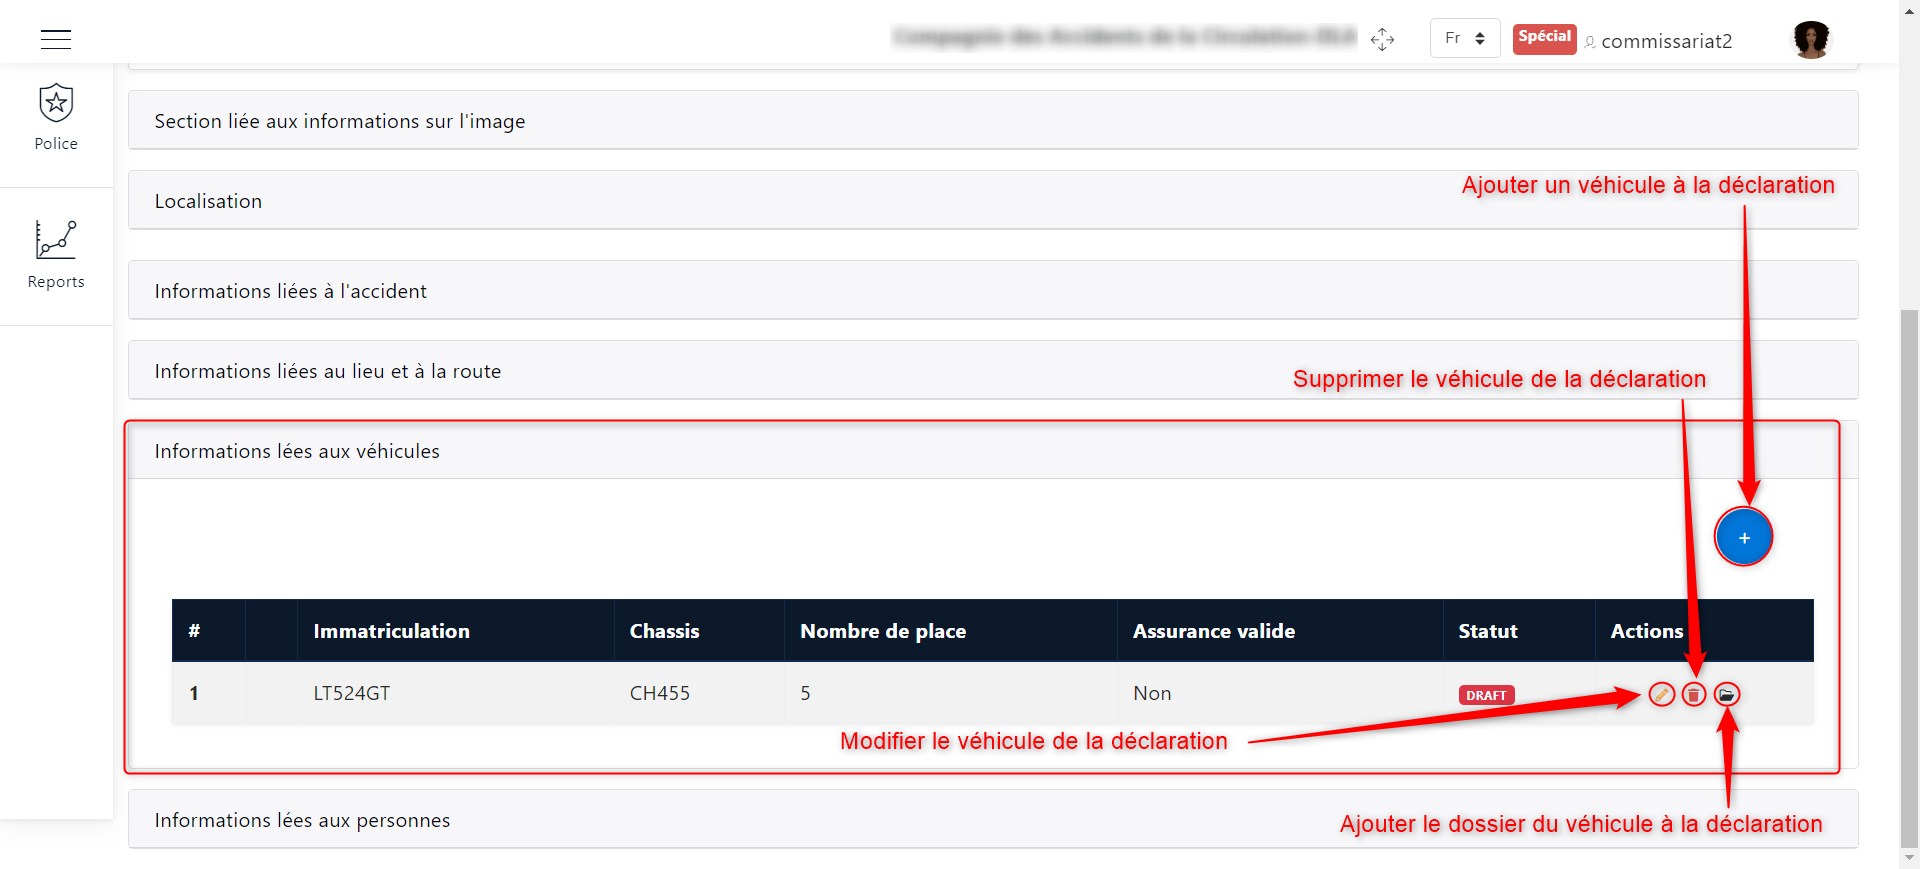 Fr
Spécial
commissariat2
Police
Reports
Section liée aux informations sur l'image
Ajouter un véhicule à la déclaration
Localisation
Informations liées à l'accident
Informations liées au lieu et à la route
Supprimer le véhicule de la déclaration
Informations lées aux véhicules
+
# Immatriculation Chassis Nombre de place Assurance valide Statut Actions
1 LT524GT CH455 5 Non DRAFT
Modifier le véhicule de la déclaration
Informations lées aux personnes
Ajouter le dossier du véhicule à la déclaration